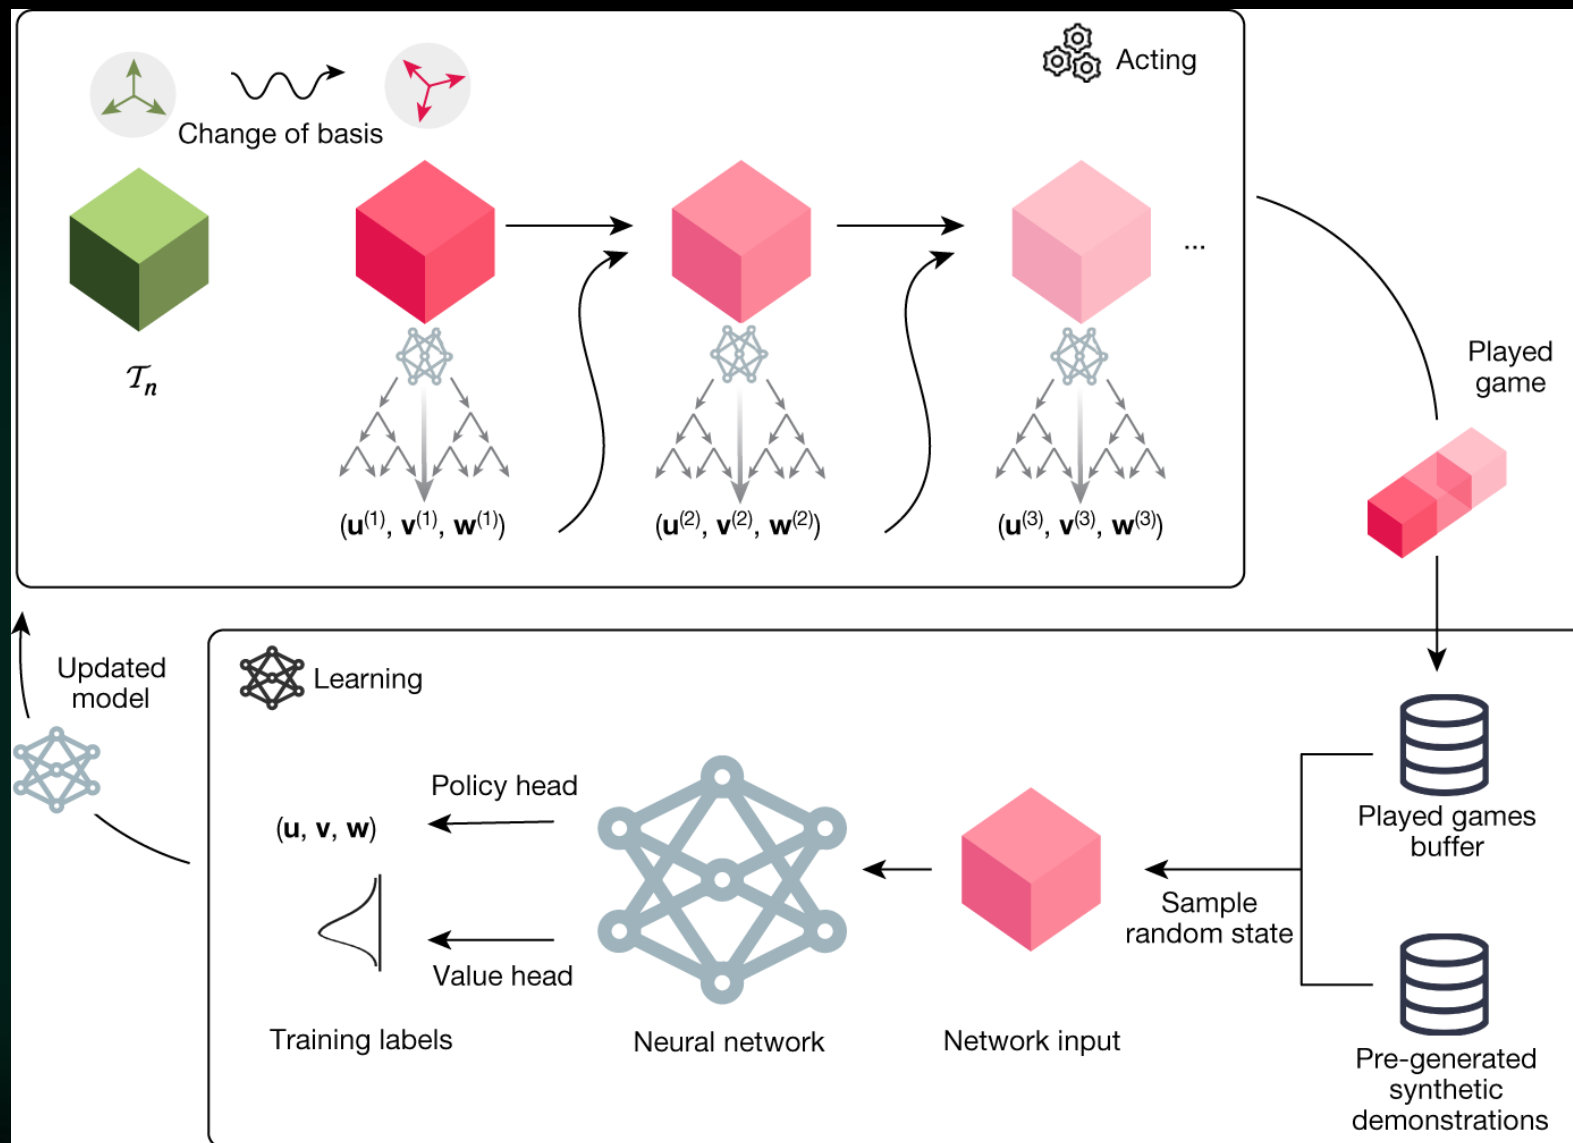 Acting
Change of basis
𝒯n
(u(1), v(1), w(1))
(u(2), v(2), w(2))
(u(3), v(3), w(3))
...
Played
game
Updated
model
Learning
Policy head
(u, v, w)
Value head
Training labels
Neural network
Network input
Sample
random state
Played games
buffer
Pre-generated
synthetic
demonstrations